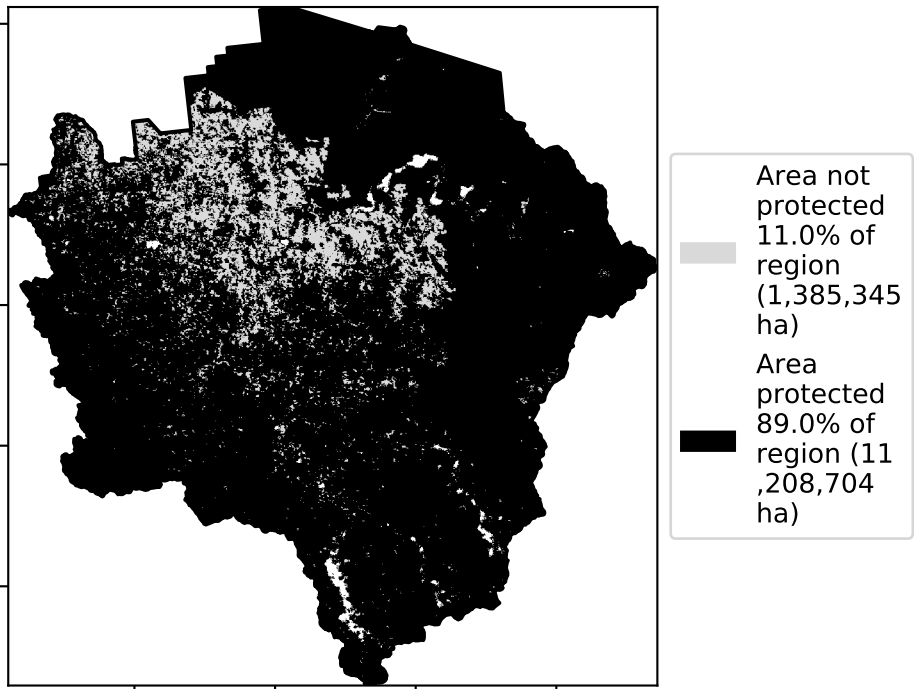 Area not
protected
11.0% of
region
(1,385,345
ha)
Area
protected
89.0% of
region (11
,208,704
ha)